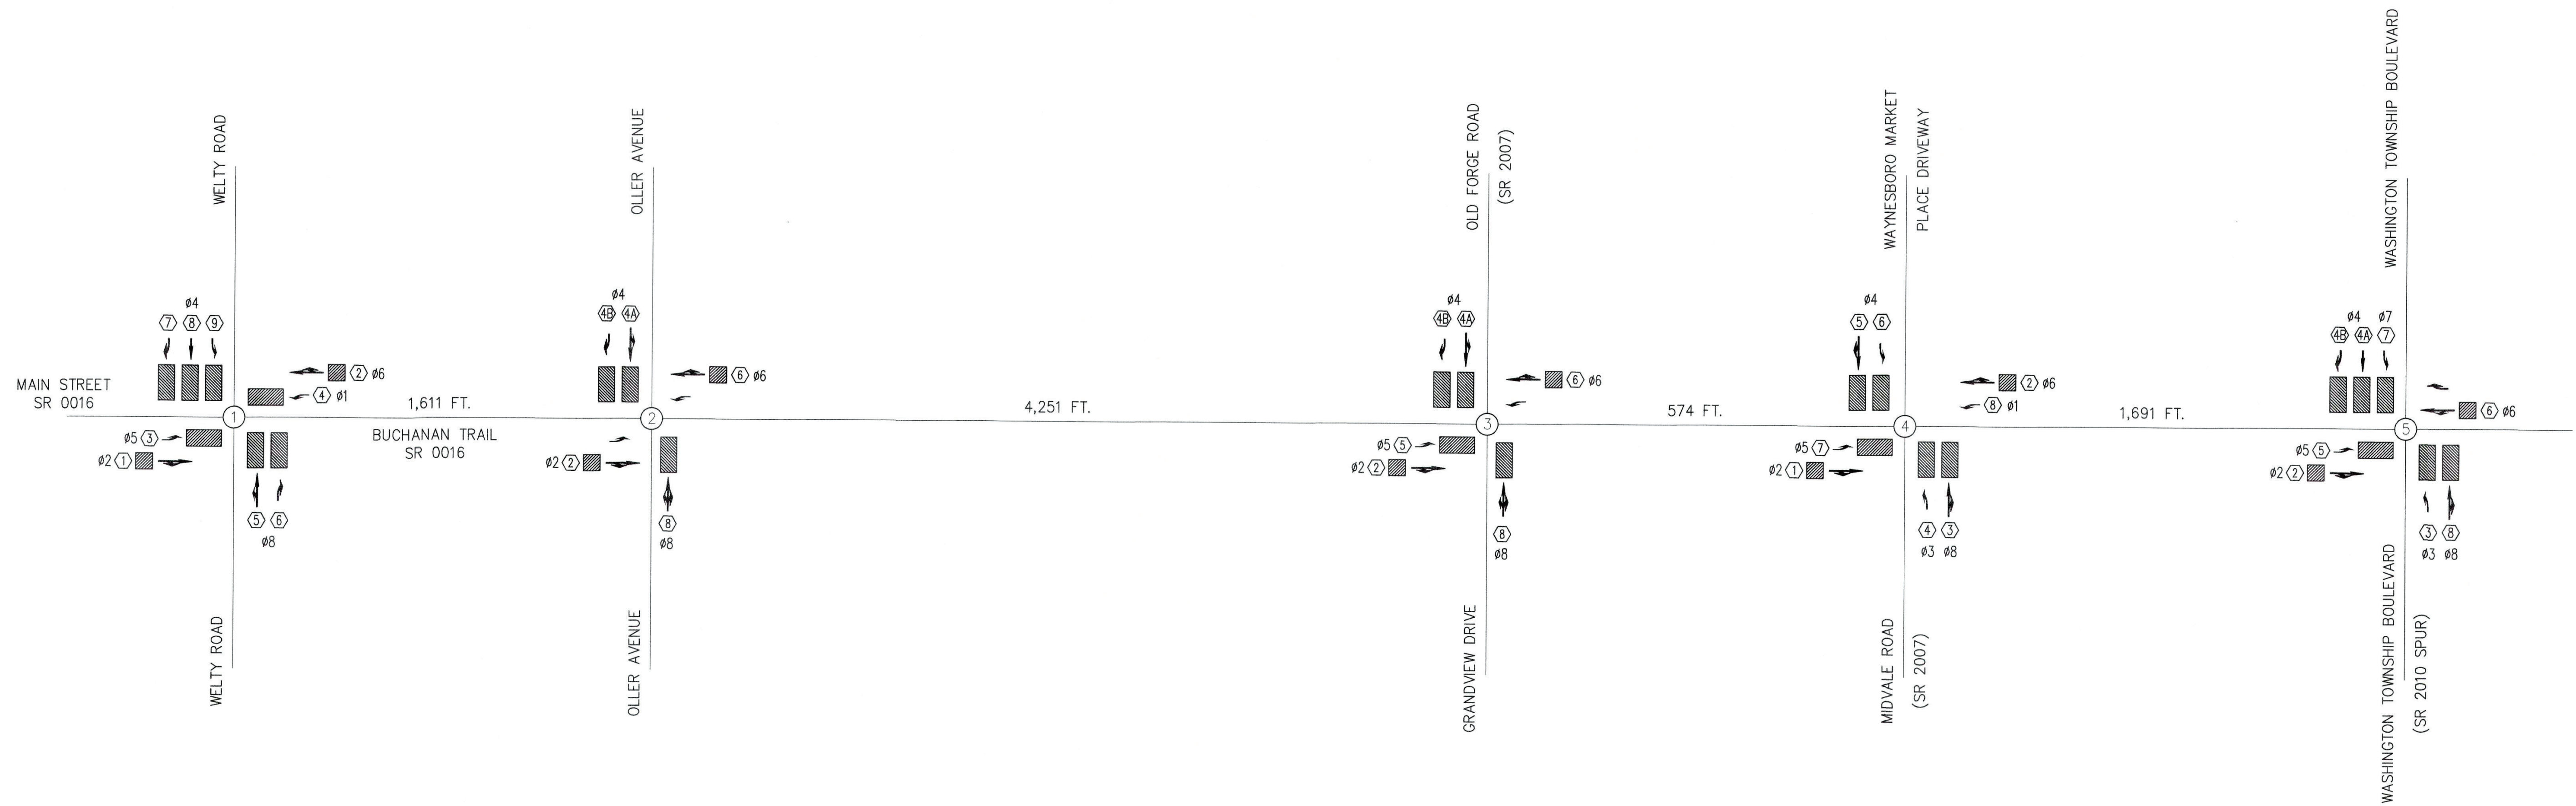 MAIN STREET
SR 0016
WELTY ROAD
ø4
7 8 9
2 ø6
4 ø1
1
ø5 3
ø2 1
5 6
ø8
WELTY ROAD
1,611 FT.
BUCHANAN TRAIL
SR 0016
OLLER AVENUE
ø4
4B 4A
6 ø6
2
ø2 2
8
ø8
OLLER AVENUE
4,251 FT.
OLD FORGE ROAD
(SR 2007)
ø4
4B 4A
6 ø6
3
ø5 5
ø2 2
8
ø8
GRANDVIEW DRIVE
574 FT.
WAYNESBORO MARKET
PLACE DRIVEWAY
ø4
5 6
2 ø6
8 ø1
4
ø5 7
ø2 1
4 3
ø3 ø8
MIDVALE ROAD
(SR 2007)
1,691 FT.
WASHINGTON TOWNSHIP BOULEVARD
ø4 ø7
4B 4A 7
6 ø6
5
ø5 5
ø2 2
3 8
ø3 ø8
WASHINGTON TOWNSHIP BOULEVARD
(SR 2010 SPUR)